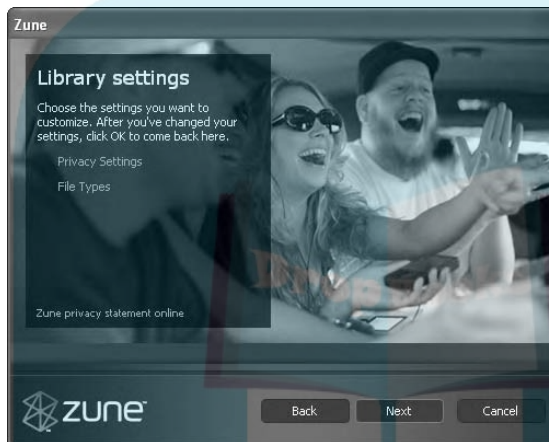 Zune
Library settings
Choose the settings you want to
customize. After you've changed your
settings, click OK to come back here.
Privacy Settings
File Types
Zune privacy statement online
zune™
Back
Next
Cancel